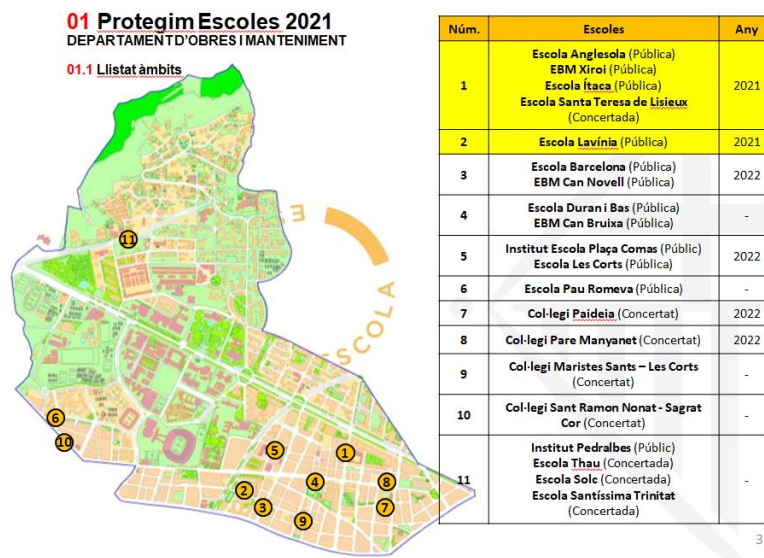 01 Protegim Escoles 2021
DEPARTAMENT D'OBRES I MANTENIMENT
01.1 Llistat àmbits
ES
ESCOLA
11
6
10
5
1
4
8
2
3
7
9
Núm. Escoles Any
1 Escola Anglesola (Pública)
EBM Xiroi (Pública)
Escola Ítaca (Pública)
Escola Santa Teresa de Lisieux
(Concertada) 2021
2 Escola Lavínia (Pública) 2021
3 Escola Barcelona (Pública)
EBM Can Novell (Pública) 2022
4 Escola Duran i Bas (Pública)
EBM Can Bruixa (Pública) -
5 Institut Escola Plaça Comas (Públic)
Escola Les Corts (Pública) 2022
6 Escola Pau Romeva (Pública) -
7 Col·legi Paideia (Concertat) 2022
8 Col·legi Pare Manyanet (Concertat) 2022
9 Col·legi Maristes Sants – Les Corts
(Concertat) -
10 Col·legi Sant Ramon Nonat - Sagrat
Cor (Concertat) -
11 Institut Pedralbes (Públic)
Escola Thau (Concertada)
Escola Solc (Concertada)
Escola Santíssima Trinitat
(Concertada) -
3